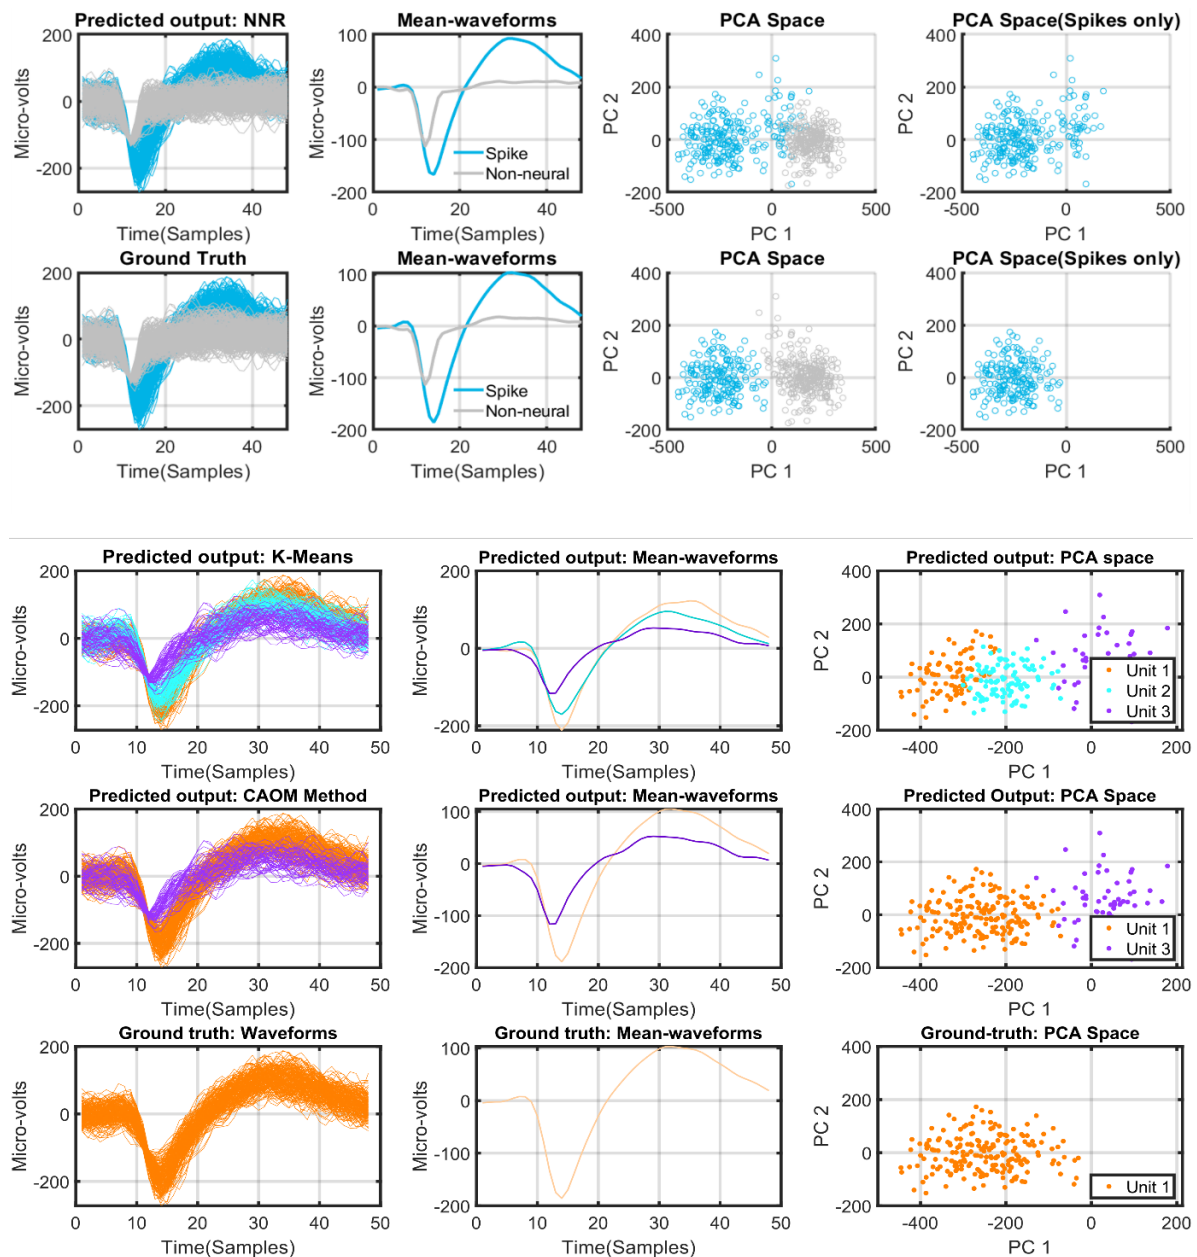 Predicted output: NNR
Mean-waveforms
PCA Space
PCA Space(Spikes only)
Micro-volts
200
0
-200
0
20
40
Time(Samples)
Micro-volts
100
0
-100
-200
0
20
40
Time(Samples)
Spike
Non-neural
PC 2
400
200
0
-200
-500
0
500
PC 1
PC 2
400
200
0
-200
-500
0
500
PC 1
Ground Truth
Mean-waveforms
PCA Space
PCA Space(Spikes only)
Micro-volts
200
0
-200
0
20
40
Time(Samples)
Micro-volts
100
0
-100
-200
0
20
40
Time(Samples)
Spike
Non-neural
PC 2
400
200
0
-200
-500
0
500
PC 1
PC 2
400
200
0
-200
-500
0
500
PC 1
Predicted output: K-Means
Predicted output: Mean-waveforms
Predicted output: PCA space
Micro-volts
200
0
-200
0
10
20
30
40
50
Time(Samples)
Micro-volts
200
0
-200
0
10
20
30
40
50
Time(Samples)
PC 2
400
200
0
-200
-400
-200
0
200
PC 1
Unit 1
Unit 2
Unit 3
Predicted output: CAOM Method
Predicted output: Mean-waveforms
Predicted Output: PCA Space
Micro-volts
200
0
-200
0
10
20
30
40
50
Time(Samples)
Micro-volts
100
0
-100
-200
0
10
20
30
40
50
Time(Samples)
PC 2
400
200
0
-200
-400
-200
0
200
PC 1
Unit 1
Unit 3
Ground truth: Waveforms
Ground truth: Mean-waveforms
Ground-truth: PCA Space
Micro-volts
200
0
-200
0
10
20
30
40
50
Time(Samples)
Micro-volts
100
0
-100
-200
0
10
20
30
40
50
Time(Samples)
PC 2
400
200
0
-200
-400
-200
0
200
PC 1
Unit 1